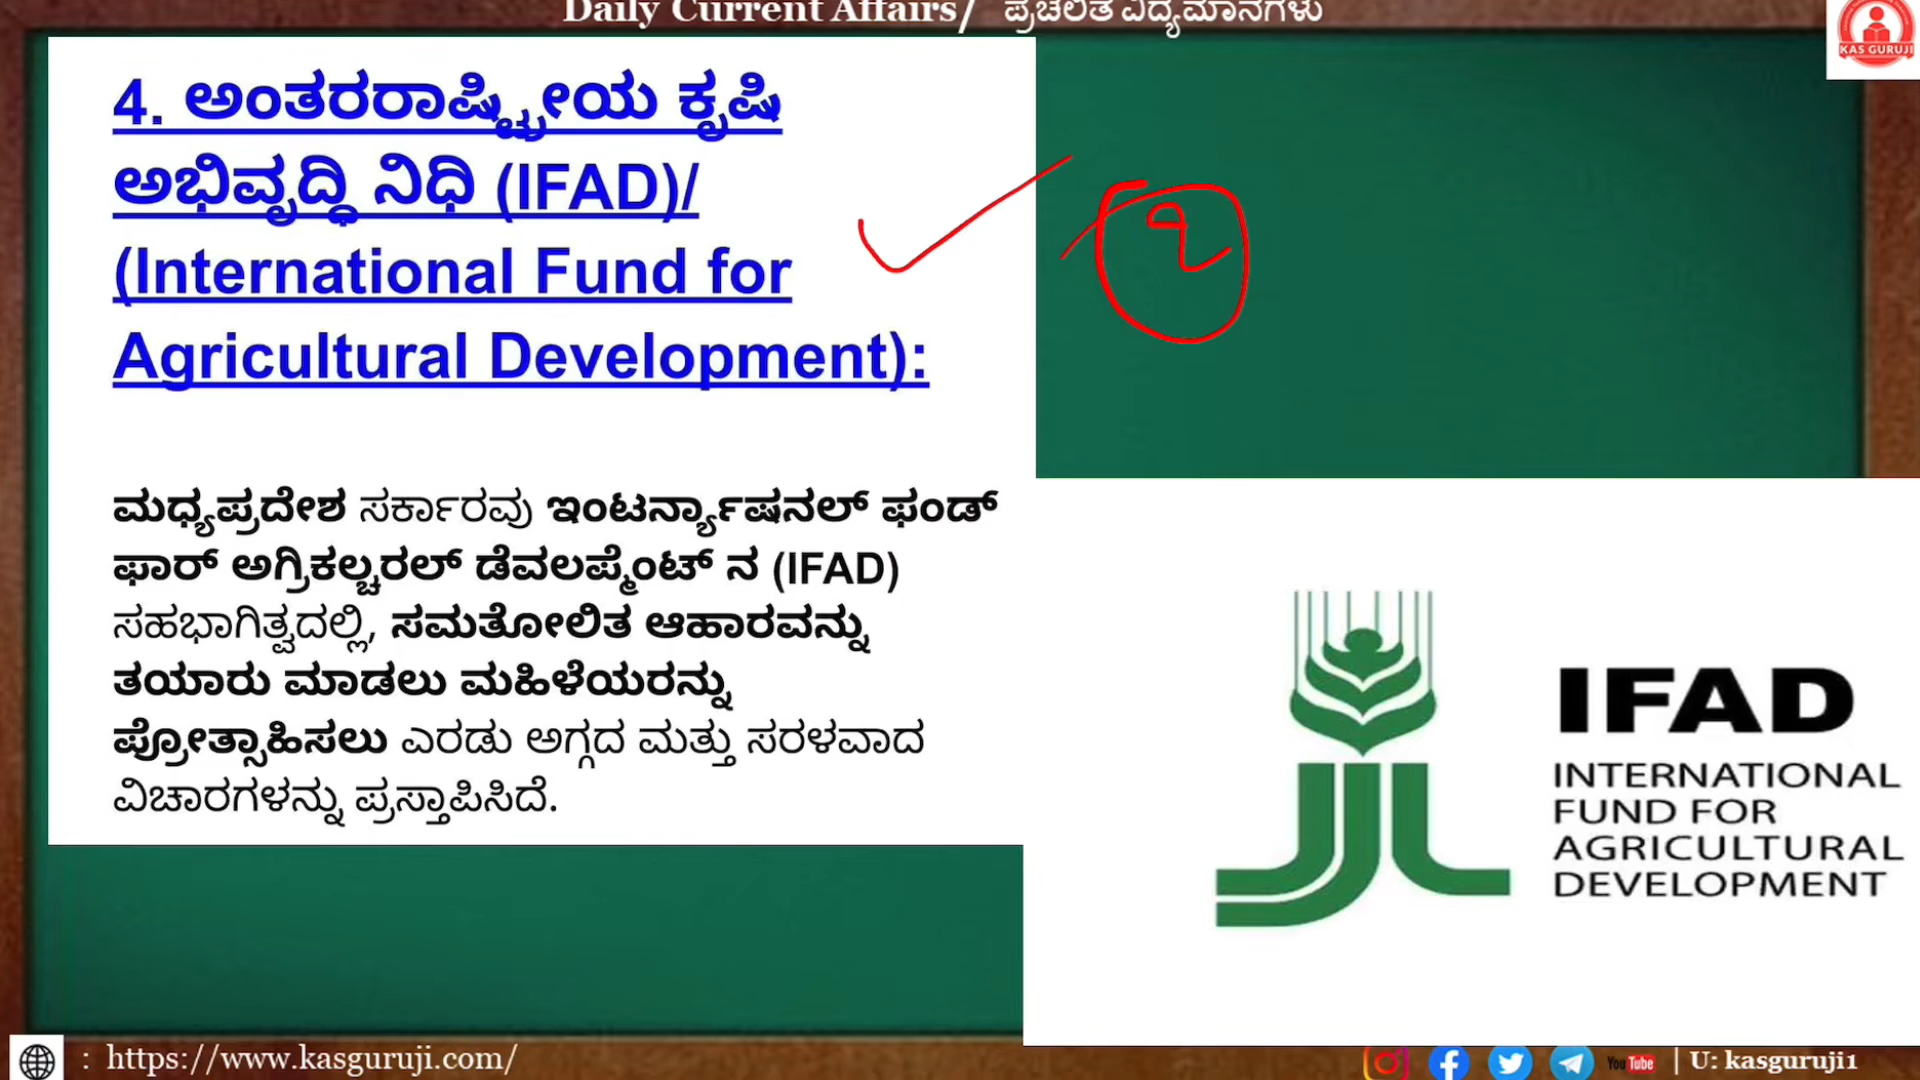 Daily Current Affairs/ ಪ್ರಚಲಿತ ವಿದ್ಯಮಾನಗಳು
KAS GURUJI
4. ಅಂತರರಾಷ್ಟ್ರೀಯ ಕೃಷಿ
ಅಭಿವೃದ್ಧಿ ನಿಧಿ (IFAD)/
(International Fund for
Agricultural Development):
ಮಧ್ಯಪ್ರದೇಶ ಸರ್ಕಾರವು ಇಂಟರ್ನ್ಯಾಷನಲ್ ಫಂಡ್
ಫಾರ್ ಅಗ್ರಿಕಲ್ಚರಲ್ ಡೆವಲಪ್ಮೆಂಟ್ ನ (IFAD)
ಸಹಭಾಗಿತ್ವದಲ್ಲಿ, ಸಮತೋಲಿತ ಆಹಾರವನ್ನು
ತಯಾರು ಮಾಡಲು ಮಹಿಳೆಯರನ್ನು
ಪ್ರೋತ್ಸಾಹಿಸಲು ಎರಡು ಅಗ್ಗದ ಮತ್ತು ಸರಳವಾದ
ವಿಚಾರಗಳನ್ನು ಪ್ರಸ್ತಾಪಿಸಿದೆ.
IFAD
INTERNATIONAL
FUND FOR
AGRICULTURAL
DEVELOPMENT
: https://www.kasguruji.com/
YouTube | U: kasguruji1